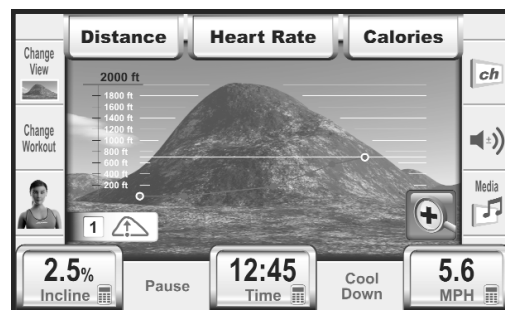 Distance
Heart Rate
Calories
Change
View
Change
Workout
2000 ft
1800 ft
1600 ft
1400 ft
1200 ft
1000 ft
800 ft
600 ft
400 ft
200 ft
1
ch
±
Media
2.5%
Incline
Pause
12:45
Time
Cool
Down
5.6
MPH